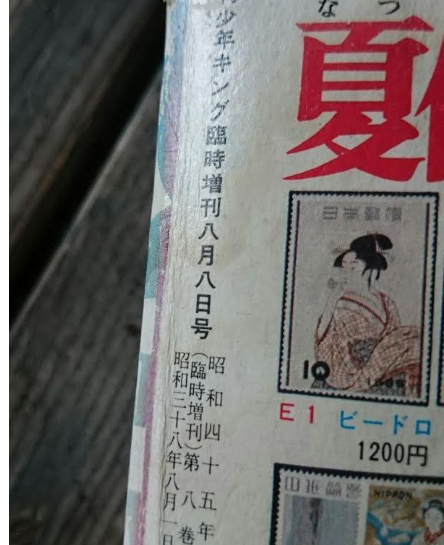 少年キング臨時増刊八月八日号
昭和四十五年
(臨時増刊)第八巻
昭和三十八年八月一日
なつ
夏
日本郵便
10
E1 ビードロ
1200円
NIPPON